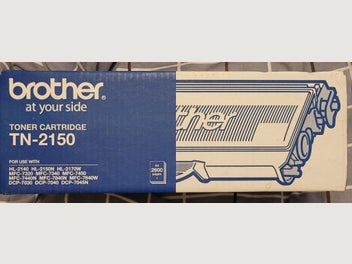 brother
at your side
TONER CARTRIDGE
TN-2150
FOR USE WITH
HL-2140 HL-2150N HL-2170W
MFC-7320 MFC-7340 MFC-7450
MFC-7440N MFC-7840N MFC-7840W
DCP-7030 DCP-7040 DCP-7045N
A4
2600
brother